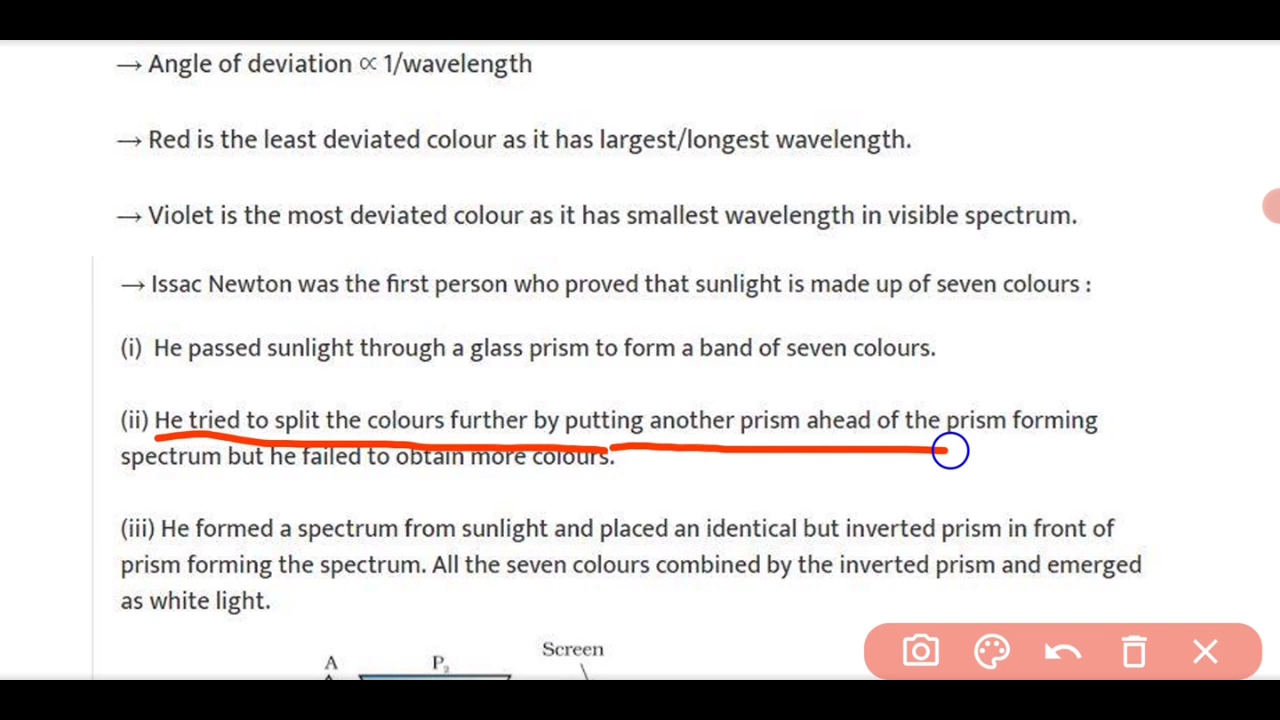 → Angle of deviation ∝ 1/wavelength
→ Red is the least deviated colour as it has largest/longest wavelength.
→ Violet is the most deviated colour as it has smallest wavelength in visible spectrum.
→ Issac Newton was the first person who proved that sunlight is made up of seven colours :
(i) He passed sunlight through a glass prism to form a band of seven colours.
(ii) He tried to split the colours further by putting another prism ahead of the prism forming
spectrum but he failed to obtain more colours.
(iii) He formed a spectrum from sunlight and placed an identical but inverted prism in front of
prism forming the spectrum. All the seven colours combined by the inverted prism and emerged
as white light.
Screen
A P₂